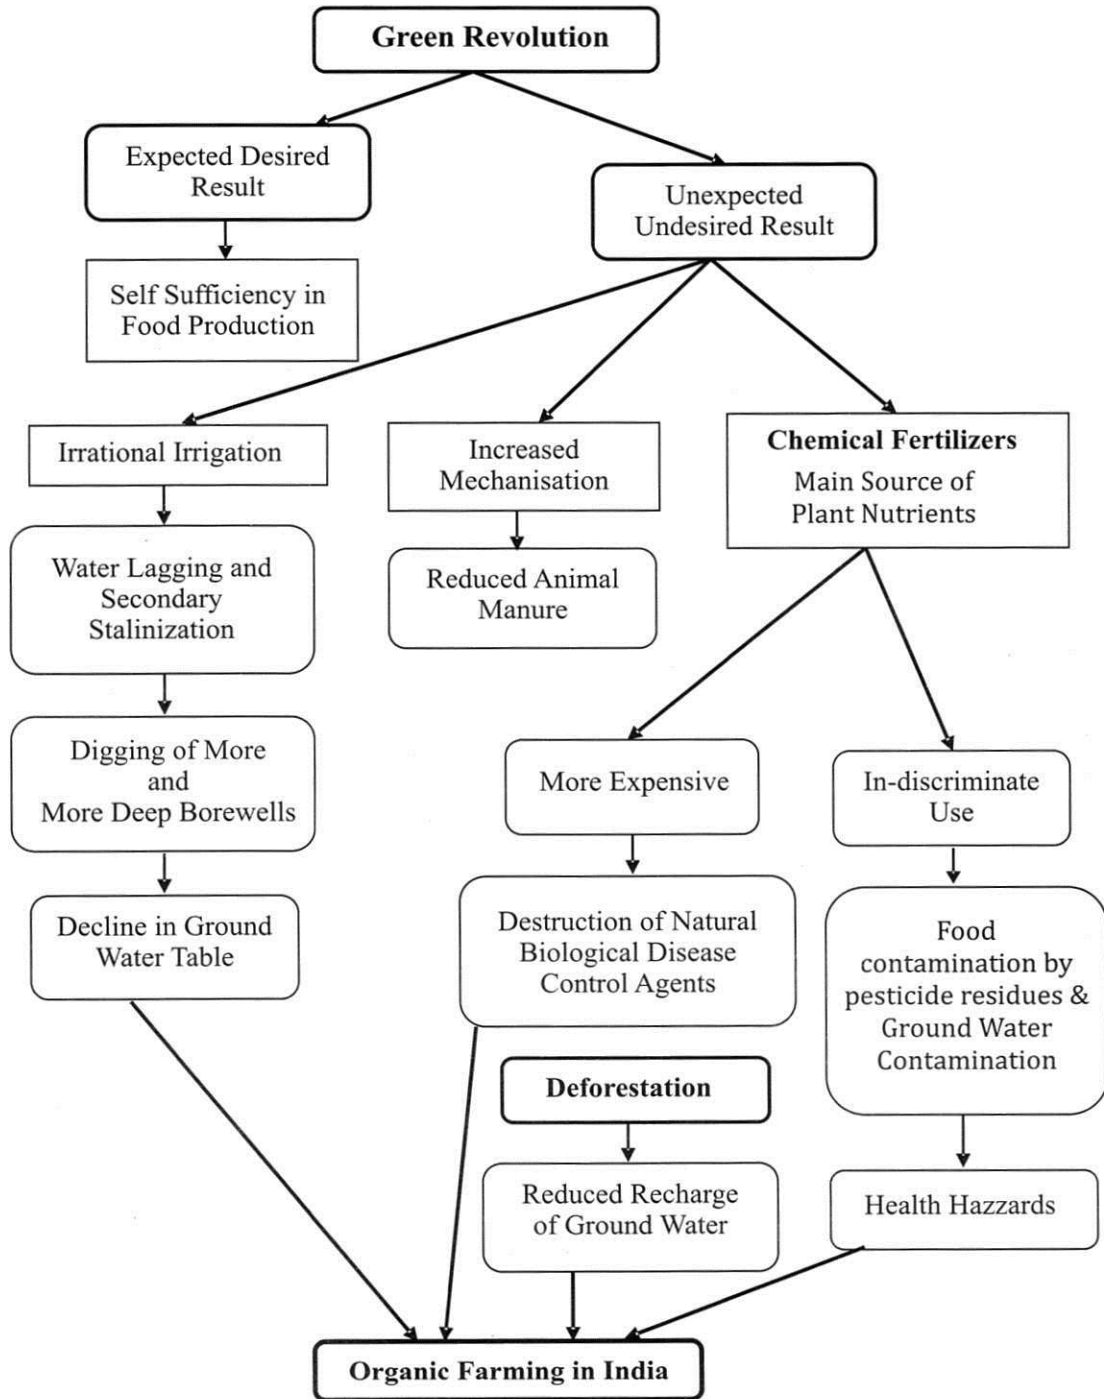 Green Revolution
Expected Desired
Result
Unexpected
Undesired Result
Self Sufficiency in
Food Production
Irrational Irrigation
Increased
Mechanisation
Chemical Fertilizers
Main Source of
Plant Nutrients
Water Lagging and
Secondary
Stalinization
Reduced Animal
Manure
Digging of More
and
More Deep Borewells
More Expensive
In-discriminate
Use
Decline in Ground
Water Table
Destruction of Natural
Biological Disease
Control Agents
Food
contamination by
pesticide residues &
Ground Water
Contamination
Deforestation
Reduced Recharge
of Ground Water
Health Hazzards
Organic Farming in India